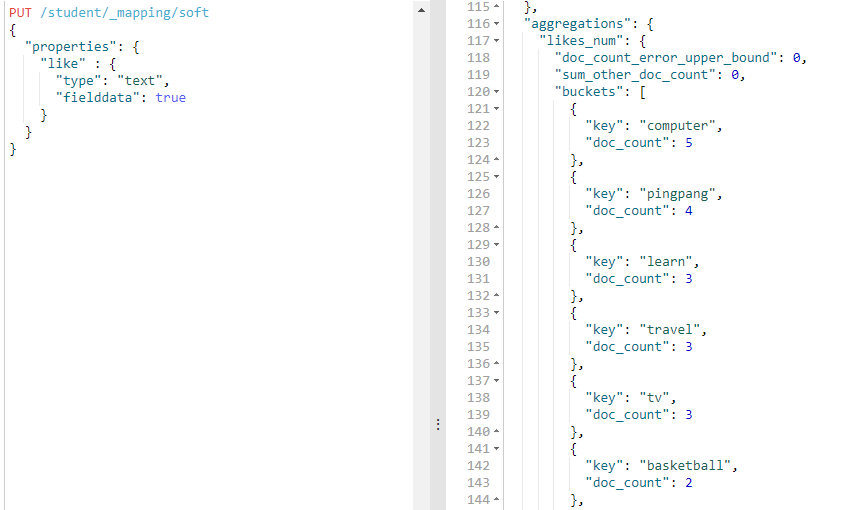 PUT /student/_mapping/soft
{
"properties": {
"like" : {
"type": "text",
"fielddata": true
}
}
}
115 },
116 "aggregations": {
117 "likes_num": {
118 "doc_count_error_upper_bound": 0,
119 "sum_other_doc_count": 0,
120 "buckets": [
121 {
122 "key": "computer",
123 "doc_count": 5
124 },
125 {
126 "key": "pingpang",
127 "doc_count": 4
128 },
129 {
130 "key": "learn",
131 "doc_count": 3
132 },
133 {
134 "key": "travel",
135 "doc_count": 3
136 },
137 {
138 "key": "tv",
139 "doc_count": 3
140 },
141 {
142 "key": "basketball",
143 "doc_count": 2
144 },